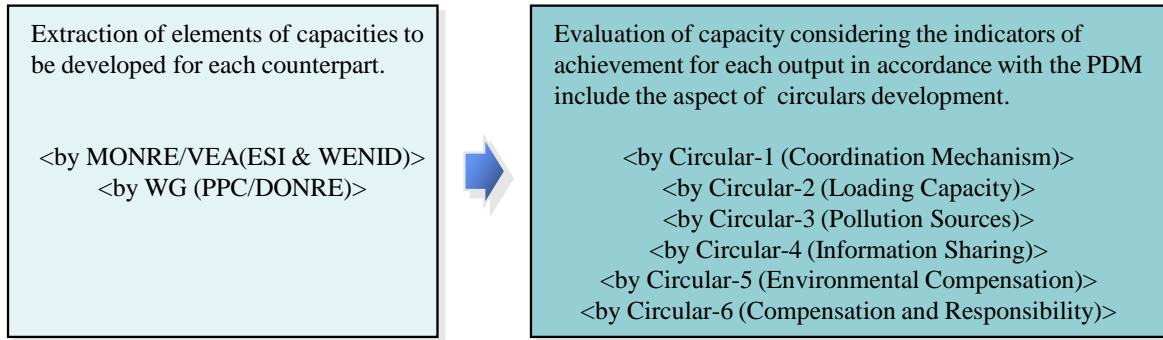 Extraction of elements of capacities to
be developed for each counterpart.
<by MONRE/VEA(ESI & WENID)>
<by WG (PPC/DONRE)>
Evaluation of capacity considering the indicators of
achievement for each output in accordance with the PDM
include the aspect of  circulars development.
<by Circular-1 (Coordination Mechanism)>
<by Circular-2 (Loading Capacity)>
<by Circular-3 (Pollution Sources)>
<by Circular-4 (Information Sharing)>
<by Circular-5 (Environmental Compensation)>
<by Circular-6 (Compensation and Responsibility)>